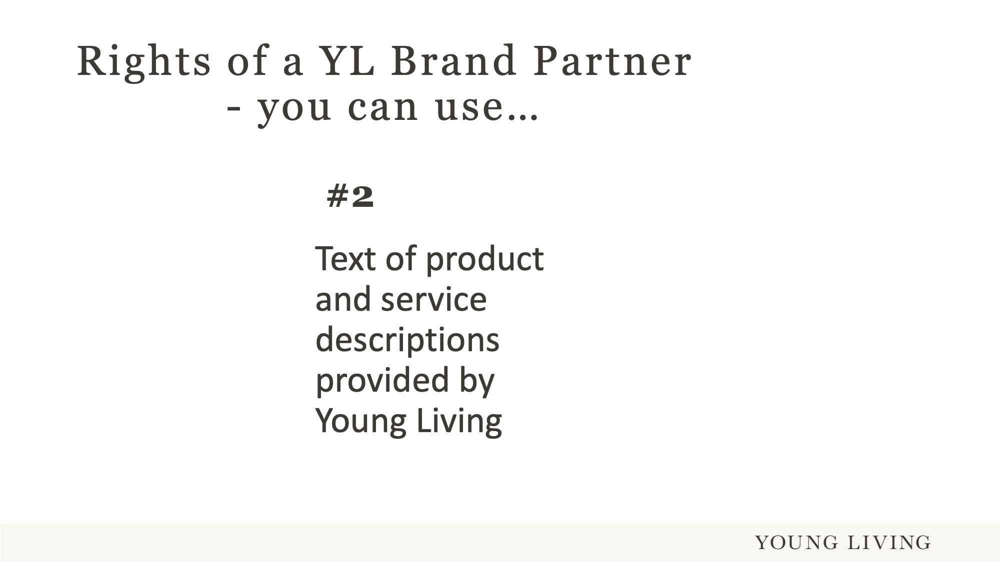 Rights of a YL Brand Partner
- you can use...
#2
Text of product
and service
descriptions
provided by
Young Living
YOUNG LIVING